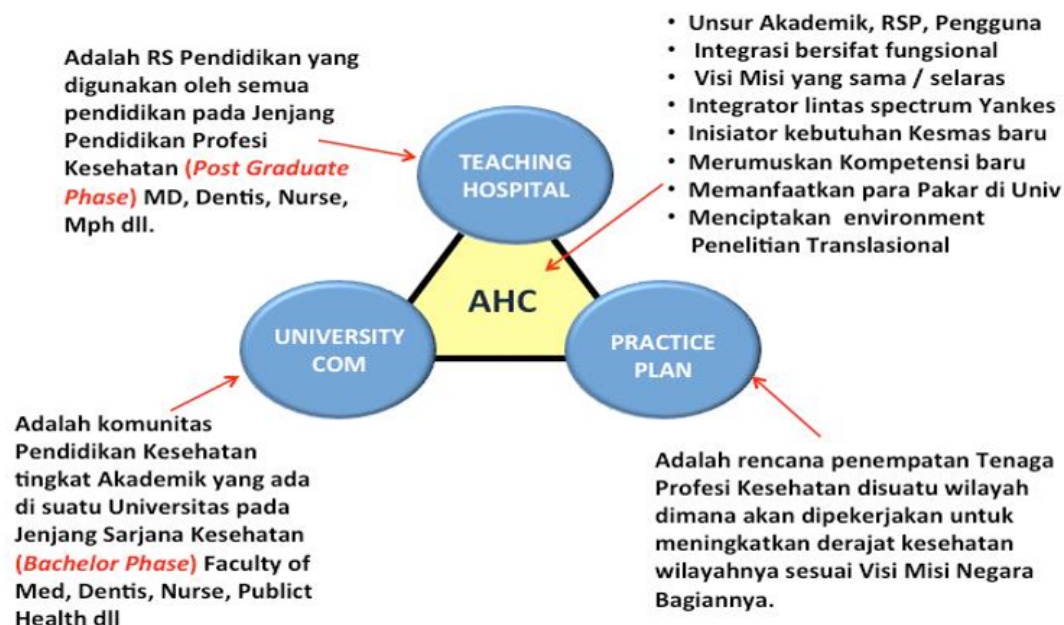 Adalah RS Pendidikan yang
digunakan oleh semua
pendidikan pada Jenjang
Pendidikan Profesi
Kesehatan (Post Graduate
Phase) MD, Dentis, Nurse,
Mph dll.
• Unsur Akademik, RSP, Pengguna
• Integrasi bersifat fungsional
• Visi Misi yang sama / selaras
• Integrator lintas spectrum Yankes
• Inisiator kebutuhan Kesmas baru
• Merumuskan Kompetensi baru
• Memanfaatkan para Pakar di Univ
• Menciptakan environment
Penelitian Translasional
TEACHING
HOSPITAL
AHC
UNIVERSITY
COM
PRACTICE
PLAN
Adalah komunitas
Pendidikan Kesehatan
tingkat Akademik yang ada
di suatu Universitas pada
Jenjang Sarjana Kesehatan
(Bachelor Phase) Faculty of
Med, Dentis, Nurse, Publict
Health dll
Adalah rencana penempatan Tenaga
Profesi Kesehatan disuatu wilayah
dimana akan dipekerjakan untuk
meningkatkan derajat kesehatan
wilayahnya sesuai Visi Misi Negara
Bagiannya.